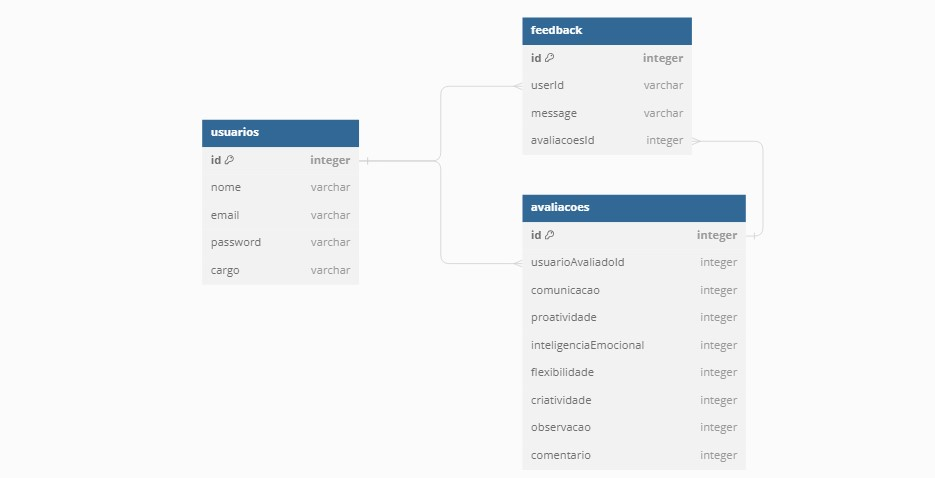 usuarios
id integer
nome varchar
email varchar
password varchar
cargo varchar
feedback
id integer
userId varchar
message varchar
avaliacoesId integer
avaliacoes
id integer
usuarioAvaliadoId integer
comunicacao integer
proatividade integer
inteligenciaEmocional integer
flexibilidade integer
criatividade integer
observacao integer
comentario integer